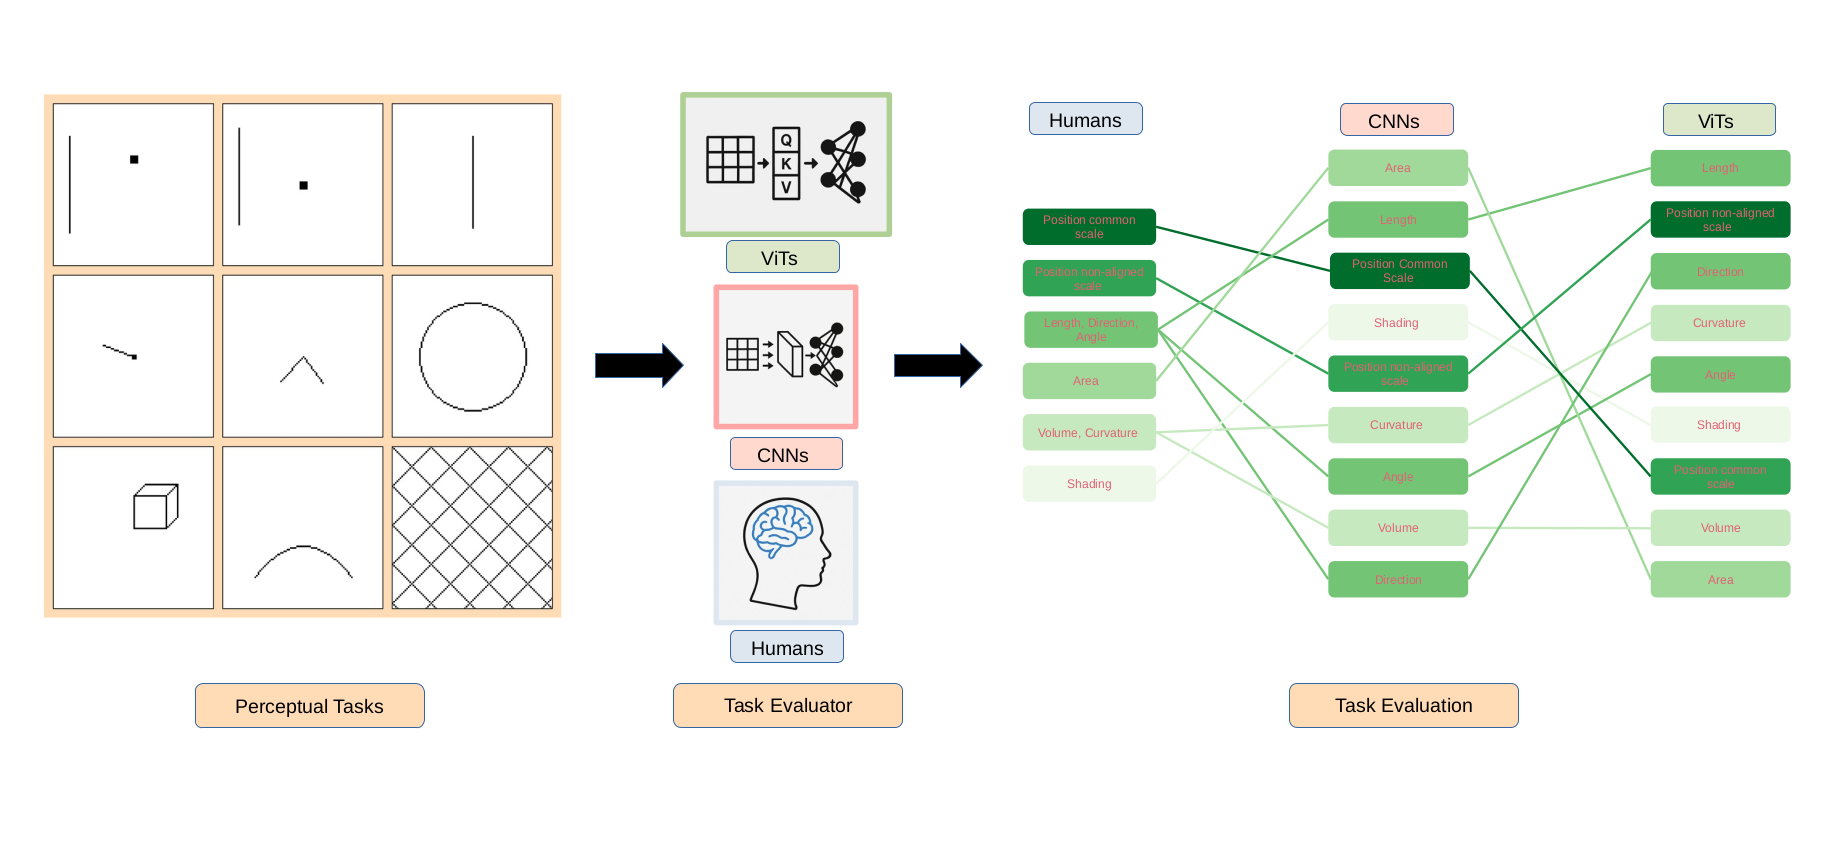 Q
K
V
ViTs
CNNs
Humans
Perceptual Tasks
Task Evaluator
Humans
Position common
scale
Position non-aligned
scale
Length, Direction,
Angle
Area
Volume, Curvature
Shading
CNNs
Area
Length
Position Common
Scale
Shading
Position non-aligned
scale
Curvature
Angle
Volume
Direction
ViTs
Length
Position non-aligned
scale
Direction
Curvature
Angle
Shading
Position common
scale
Volume
Area
Task Evaluation